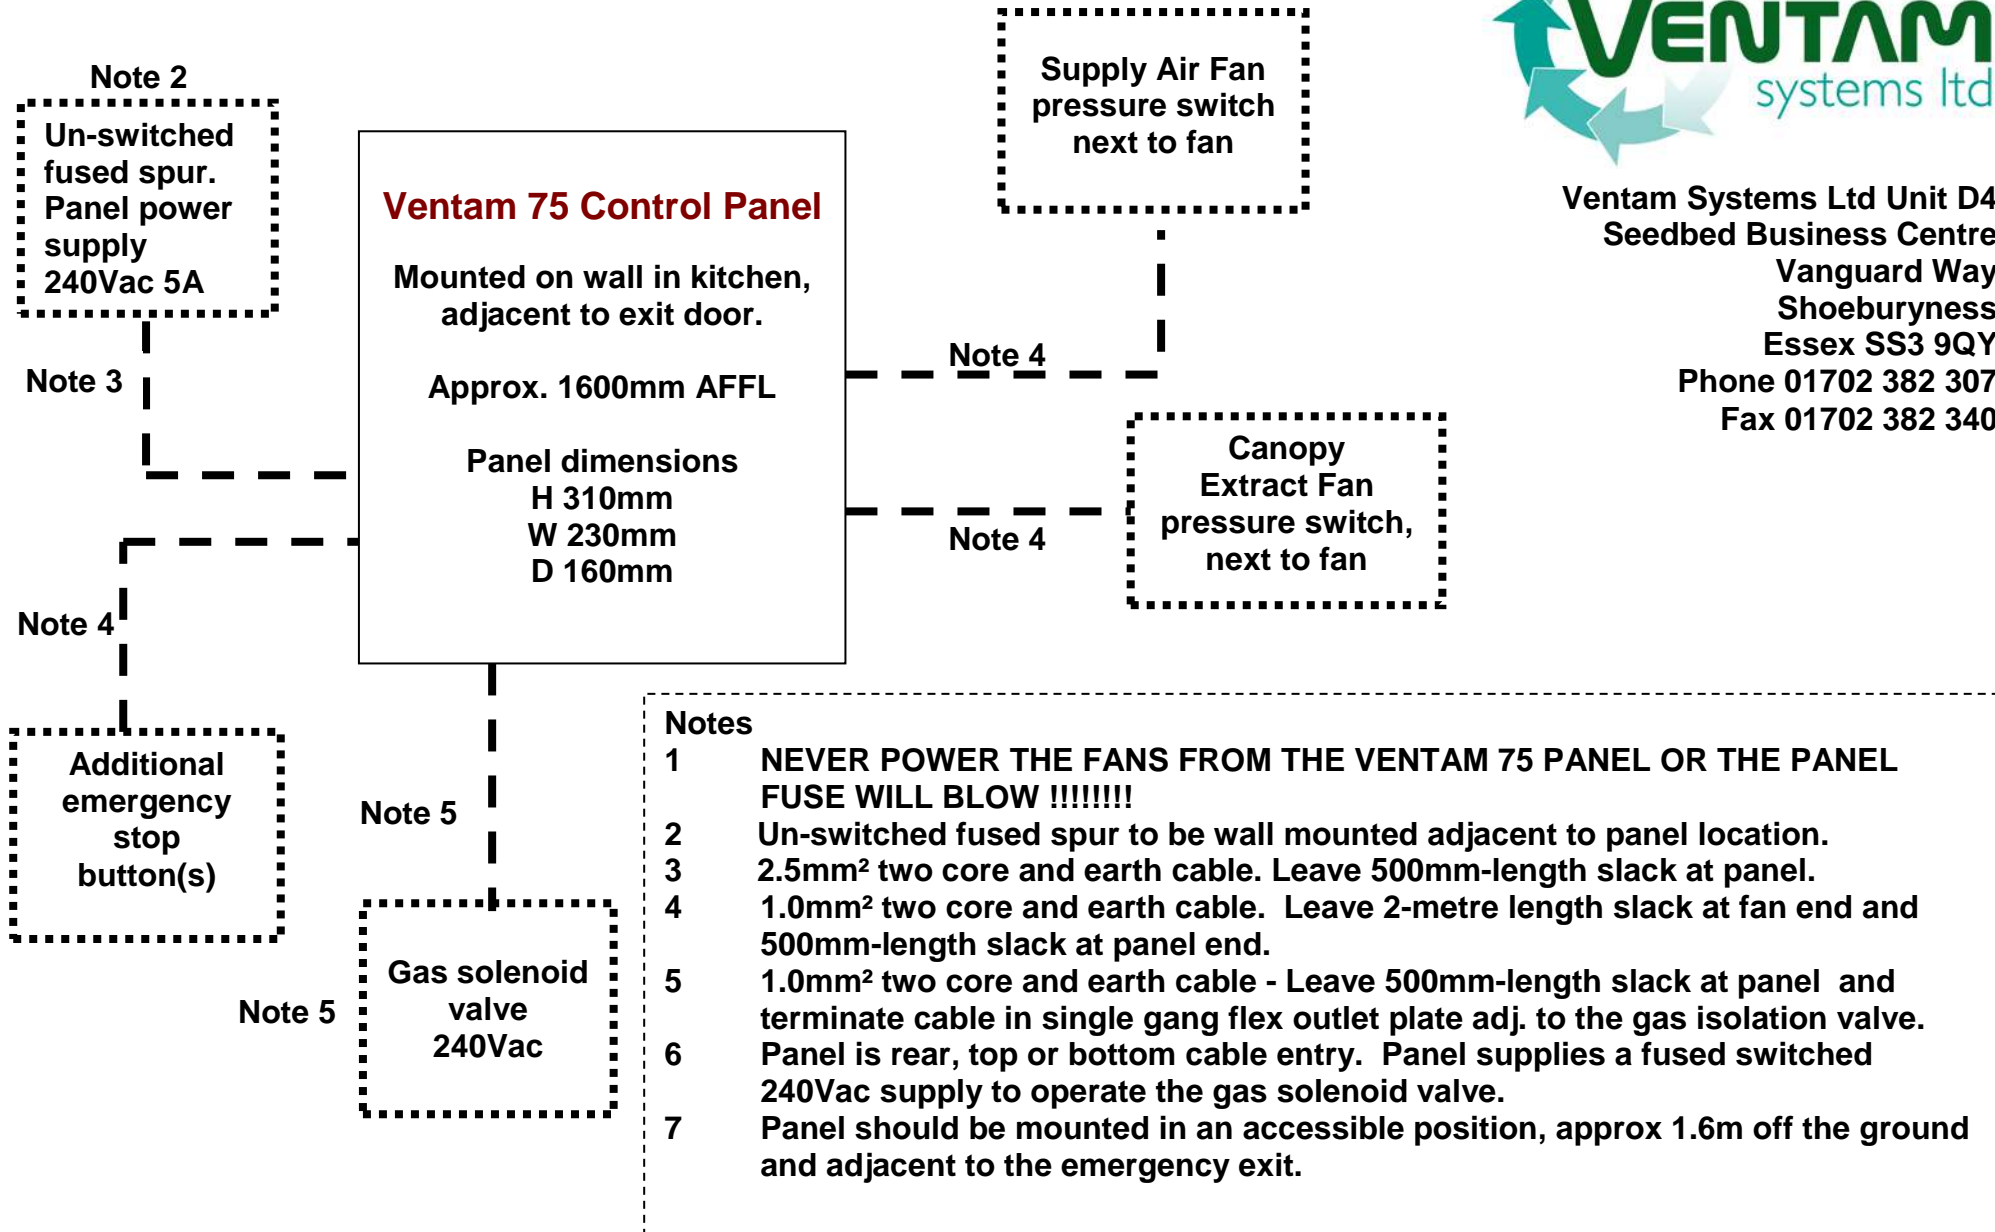 Note 2
Un-switched
fused spur.
Panel power
supply
240Vac 5A
Note 3
Note 4
Additional
emergency
stop
button(s)
Ventam 75 Control Panel
Mounted on wall in kitchen,
adjacent to exit door.
Approx. 1600mm AFFL
Panel dimensions
H 310mm
W 230mm
D 160mm
Supply Air Fan
pressure switch
next to fan
Note 4
Canopy
Extract Fan
pressure switch,
next to fan
Note 4
VENTAM
systems ltd
Ventam Systems Ltd Unit D4
Seedbed Business Centre
Vanguard Way
Shoeburyness
Essex SS3 9QY
Phone 01702 382 307
Fax 01702 382 340
Note 5
Note 5
Gas solenoid
valve
240Vac
Notes
1 NEVER POWER THE FANS FROM THE VENTAM 75 PANEL OR THE PANEL
FUSE WILL BLOW !!!!!!!!
2 Un-switched fused spur to be wall mounted adjacent to panel location.
3 2.5mm² two core and earth cable. Leave 500mm-length slack at panel.
4 1.0mm² two core and earth cable. Leave 2-metre length slack at fan end and
500mm-length slack at panel end.
5 1.0mm² two core and earth cable - Leave 500mm-length slack at panel and
terminate cable in single gang flex outlet plate adj. to the gas isolation valve.
6 Panel is rear, top or bottom cable entry. Panel supplies a fused switched
240Vac supply to operate the gas solenoid valve.
7 Panel should be mounted in an accessible position, approx 1.6m off the ground
and adjacent to the emergency exit.